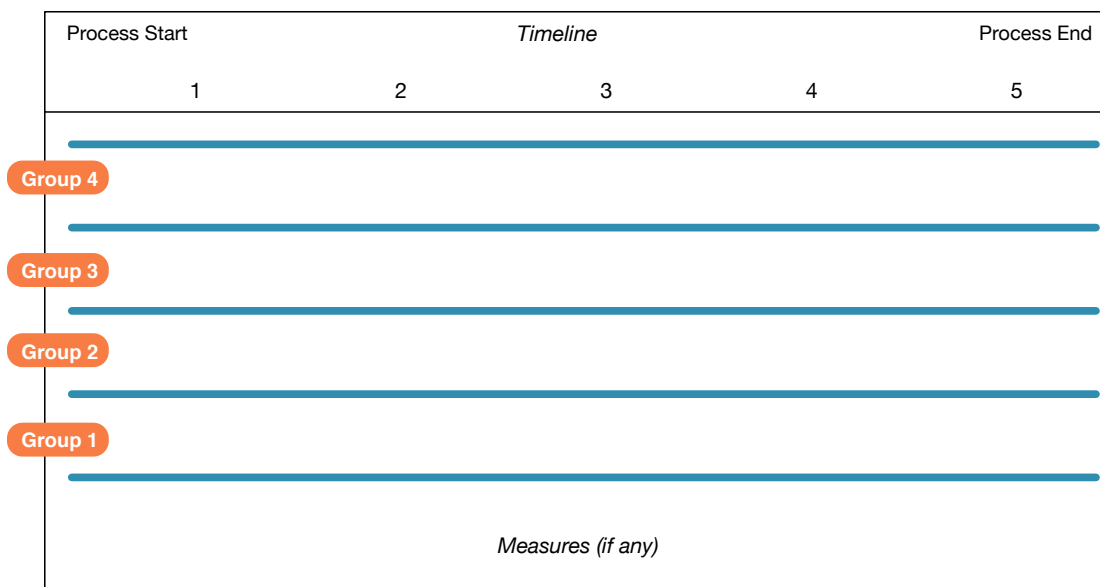 Process Start Timeline Process End
1 2 3 4 5
Group 4
Group 3
Group 2
Group 1
Measures (if any)